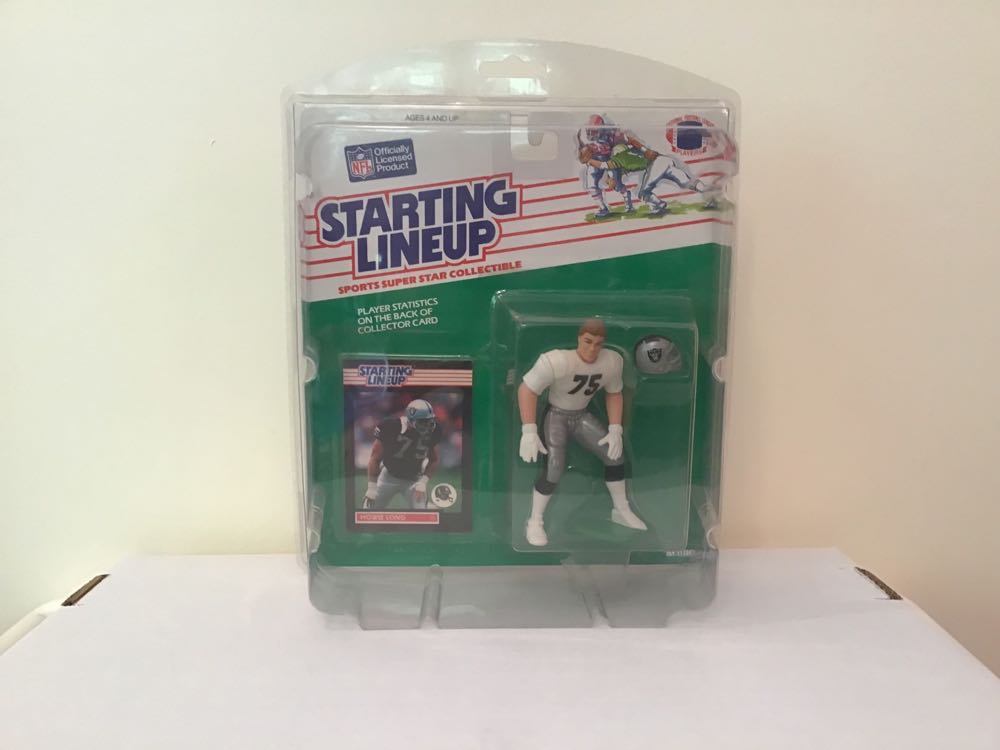 AGES 4 AND UP
NFL
Officially
Licensed
Product
PLAYERS
STARTING
LINEUP
SPORTS SUPER STAR COLLECTIBLE
PLAYER STATISTICS
ON THE BACK OF
COLLECTOR CARD
STARTING
LINEUP
75
HOWIE LONG
75